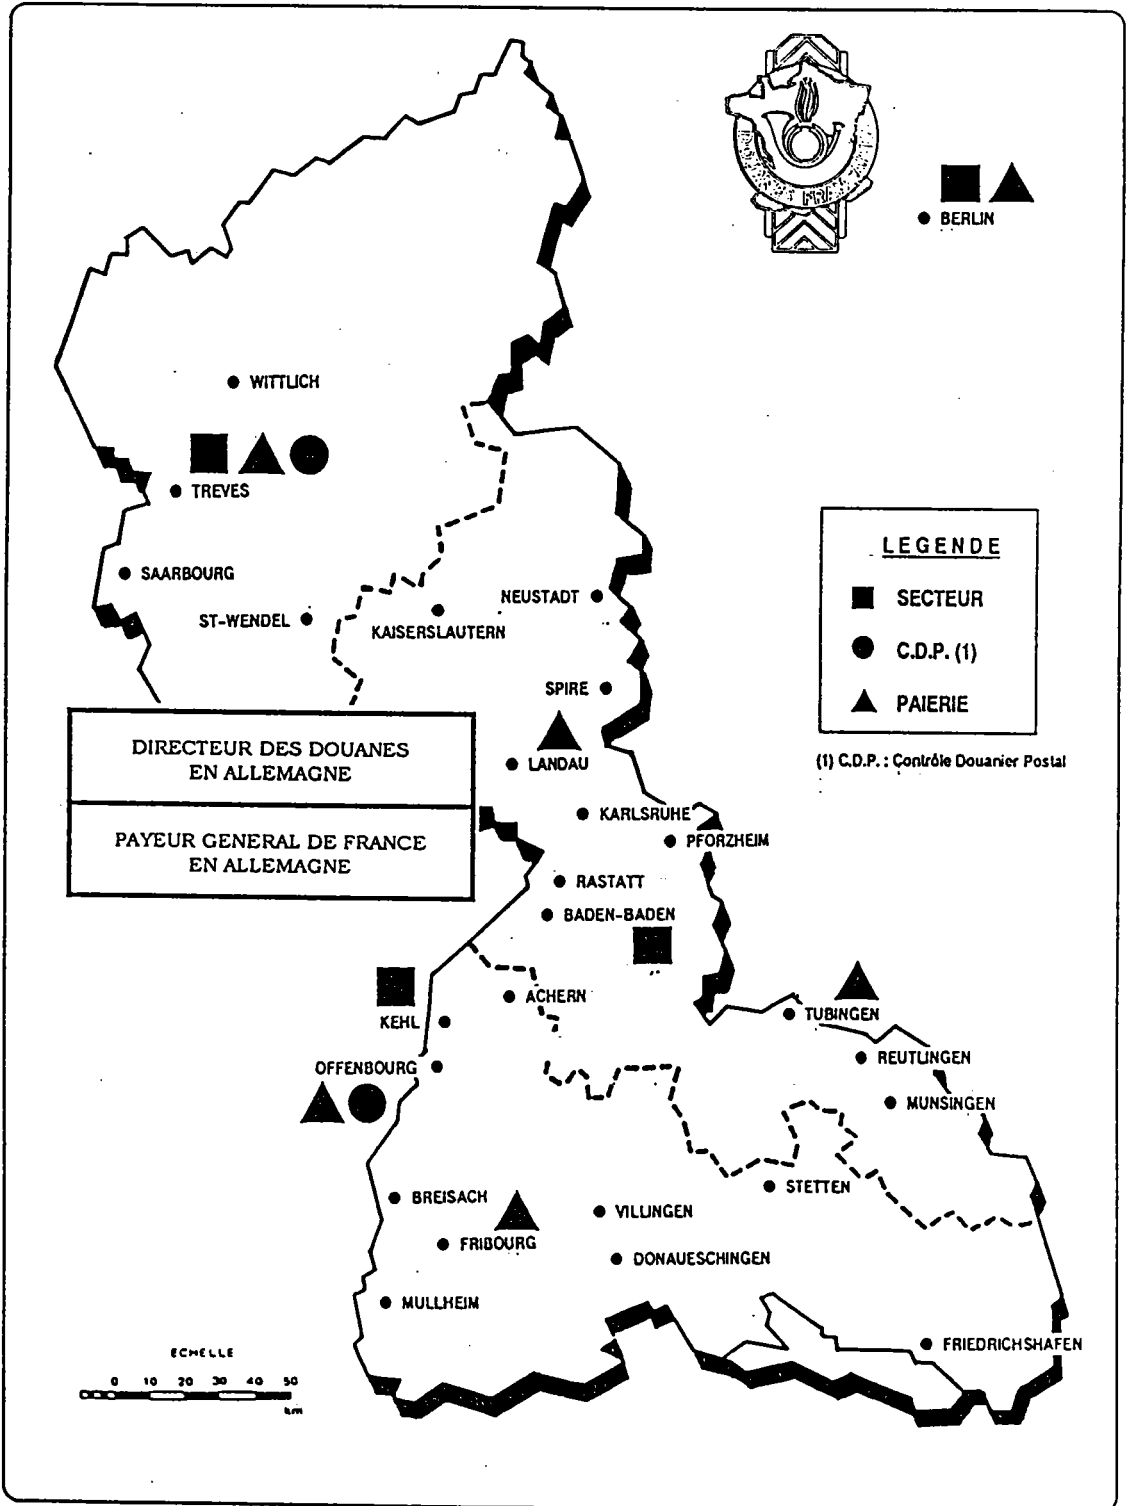 BERLIN
WITTLICH
TREVES
SAARBOURG
ST-WENDEL
KAISERSLAUTERN
NEUSTADT
SPIRE
LEGENDE
SECTEUR
C.D.P. (1)
PAIERIE
(1) C.D.P. : Contrôle Douanier Postal
DIRECTEUR DES DOUANES
EN ALLEMAGNE
PAYEUR GENERAL DE FRANCE
EN ALLEMAGNE
LANDAU
KARLSRUHE
PFORZHEIM
RASTATT
BADEN-BADEN
ACHERN
KEHL
OFFENBOURG
TUBINGEN
REUTLINGEN
MUNSINGEN
STETTEN
BREISACH
FRIBOURG
VILLINGEN
DONAUESCHINGEN
MULLHEIM
FRIEDRICHSHAFEN
ECHELLE
0 10 20 30 40 50
km